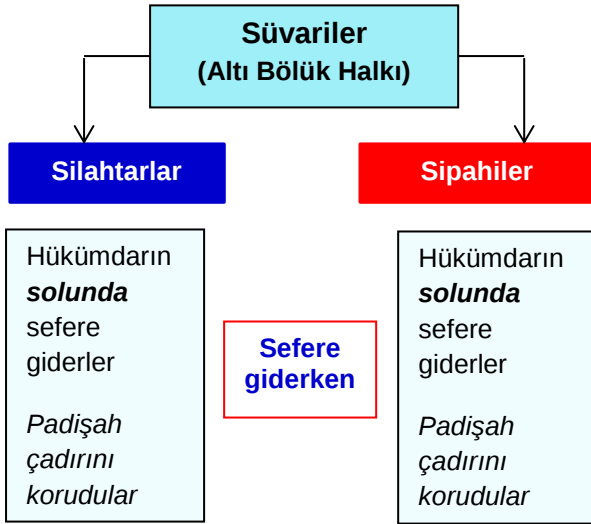 Süvariler
(Altı Bölük Halkı)
Silahtarlar
Sipahiler
Hükümdarın
solunda
sefere
giderler
Padişah
çadırını
korudular
Sefere
giderken
Hükümdarın
solunda
sefere
giderler
Padişah
çadırını
korudular